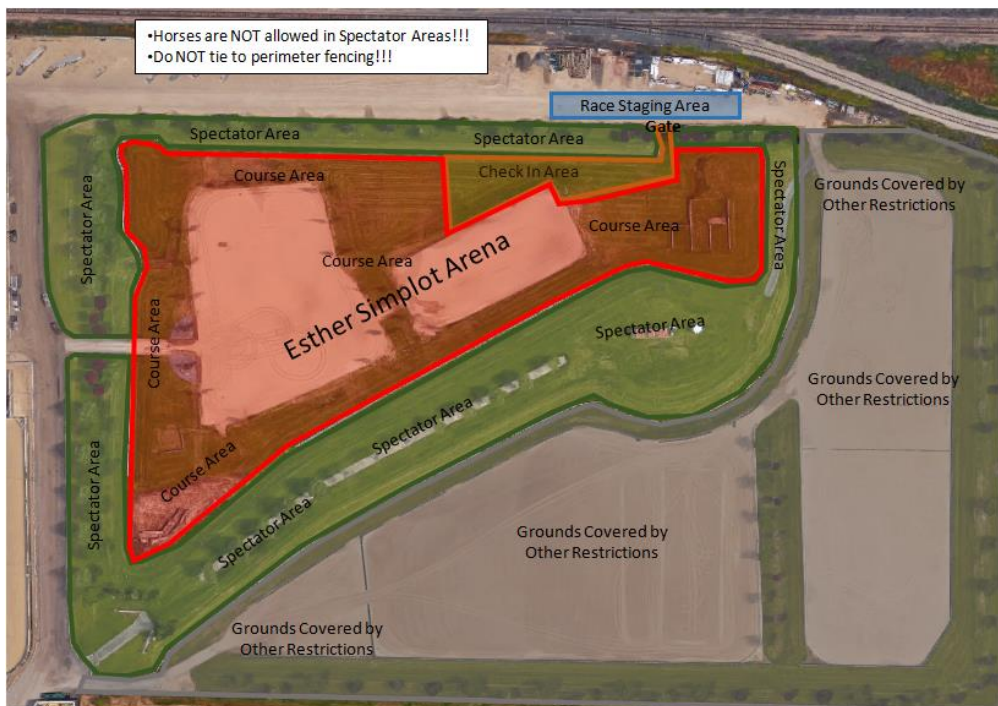 •Horses are NOT allowed in Spectator Areas!!!
•Do NOT tie to perimeter fencing!!!
Race Staging Area
Gate
Spectator Area
Spectator Area
Check In Area
Course Area
Spectator Area
Spectator Area
Grounds Covered by
Other Restrictions
Course Area
Course Area
Esther Simplot Arena
Course Area
Spectator Area
Grounds Covered by
Other Restrictions
Spectator Area
Spectator Area
Course Area
Spectator Area
Grounds Covered by
Other Restrictions
Grounds Covered by
Other Restrictions